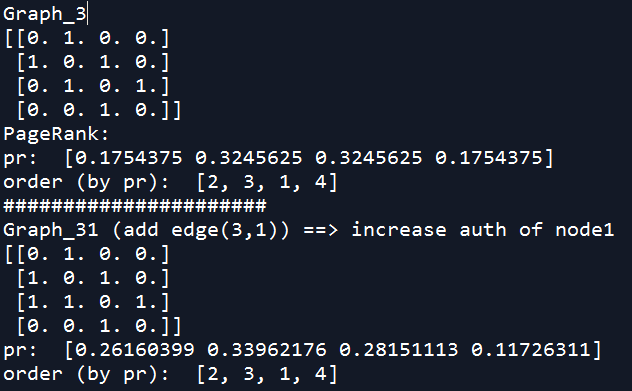 Graph_3
[[0. 1. 0. 0.]
 [1. 0. 1. 0.]
 [0. 1. 0. 1.]
 [0. 0. 1. 0.]]
PageRank:
pr:  [0.1754375 0.3245625 0.3245625 0.1754375]
order (by pr):  [2, 3, 1, 4]
######################
Graph_31 (add edge(3,1)) ==> increase auth of node1
[[0. 1. 0. 0.]
 [1. 0. 1. 0.]
 [1. 1. 0. 1.]
 [0. 0. 1. 0.]]
pr:  [0.26160399 0.33962176 0.28151113 0.11726311]
order (by pr):  [2, 3, 1, 4]